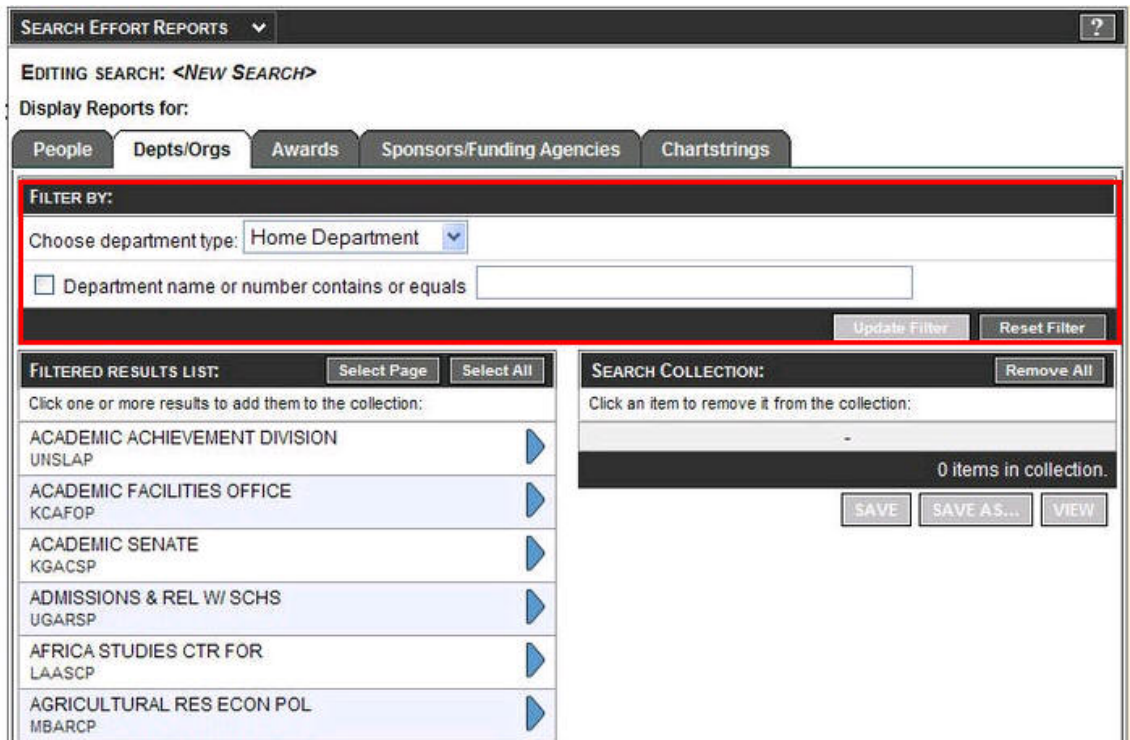 SEARCH EFFORT REPORTS ?
EDITING SEARCH: <NEW SEARCH>
Display Reports for:
People Depts/Orgs Awards Sponsors/Funding Agencies Chartstrings
FILTER BY:
Choose department type: Home Department
Department name or number contains or equals
Update Filter Reset Filter
FILTERED RESULTS LIST: Select Page Select All
Click one or more results to add them to the collection:
ACADEMIC ACHIEVEMENT DIVISION
UNSLAP
ACADEMIC FACILITIES OFFICE
KCAFOP
ACADEMIC SENATE
KGACSP
ADMISSIONS & REL W/ SCHS
UGARSP
AFRICA STUDIES CTR FOR
LAASCP
AGRICULTURAL RES ECON POL
MBARCP
SEARCH COLLECTION: Remove All
Click an item to remove it from the collection:
-
0 items in collection.
SAVE SAVE AS... VIEW